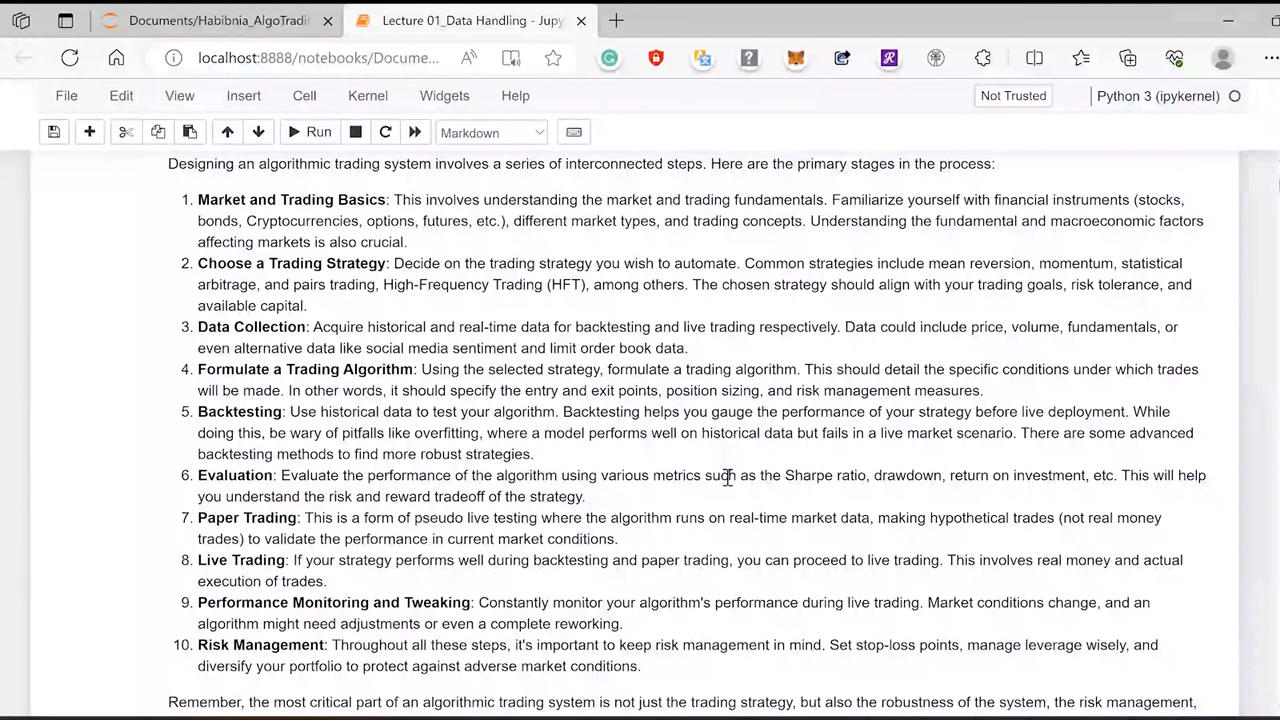 Documents/Habibnia_AlgoTradin
Lecture 01_Data Handling - Jupy
localhost:8888/notebooks/Docume...
File Edit View Insert Cell Kernel Widgets Help
Not Trusted
Python 3 (ipykernel)
Run
Markdown
Designing an algorithmic trading system involves a series of interconnected steps. Here are the primary stages in the process:
1. Market and Trading Basics: This involves understanding the market and trading fundamentals. Familiarize yourself with financial instruments (stocks,
bonds, Cryptocurrencies, options, futures, etc.), different market types, and trading concepts. Understanding the fundamental and macroeconomic factors
affecting markets is also crucial.
2. Choose a Trading Strategy: Decide on the trading strategy you wish to automate. Common strategies include mean reversion, momentum, statistical
arbitrage, and pairs trading, High-Frequency Trading (HFT), among others. The chosen strategy should align with your trading goals, risk tolerance, and
available capital.
3. Data Collection: Acquire historical and real-time data for backtesting and live trading respectively. Data could include price, volume, fundamentals, or
even alternative data like social media sentiment and limit order book data.
4. Formulate a Trading Algorithm: Using the selected strategy, formulate a trading algorithm. This should detail the specific conditions under which trades
will be made. In other words, it should specify the entry and exit points, position sizing, and risk management measures.
5. Backtesting: Use historical data to test your algorithm. Backtesting helps you gauge the performance of your strategy before live deployment. While
doing this, be wary of pitfalls like overfitting, where a model performs well on historical data but fails in a live market scenario. There are some advanced
backtesting methods to find more robust strategies.
6. Evaluation: Evaluate the performance of the algorithm using various metrics such as the Sharpe ratio, drawdown, return on investment, etc. This will help
you understand the risk and reward tradeoff of the strategy.
7. Paper Trading: This is a form of pseudo live testing where the algorithm runs on real-time market data, making hypothetical trades (not real money
trades) to validate the performance in current market conditions.
8. Live Trading: If your strategy performs well during backtesting and paper trading, you can proceed to live trading. This involves real money and actual
execution of trades.
9. Performance Monitoring and Tweaking: Constantly monitor your algorithm's performance during live trading. Market conditions change, and an
algorithm might need adjustments or even a complete reworking.
10. Risk Management: Throughout all these steps, it's important to keep risk management in mind. Set stop-loss points, manage leverage wisely, and
diversify your portfolio to protect against adverse market conditions.
Remember, the most critical part of an algorithmic trading system is not just the trading strategy, but also the robustness of the system, the risk management,